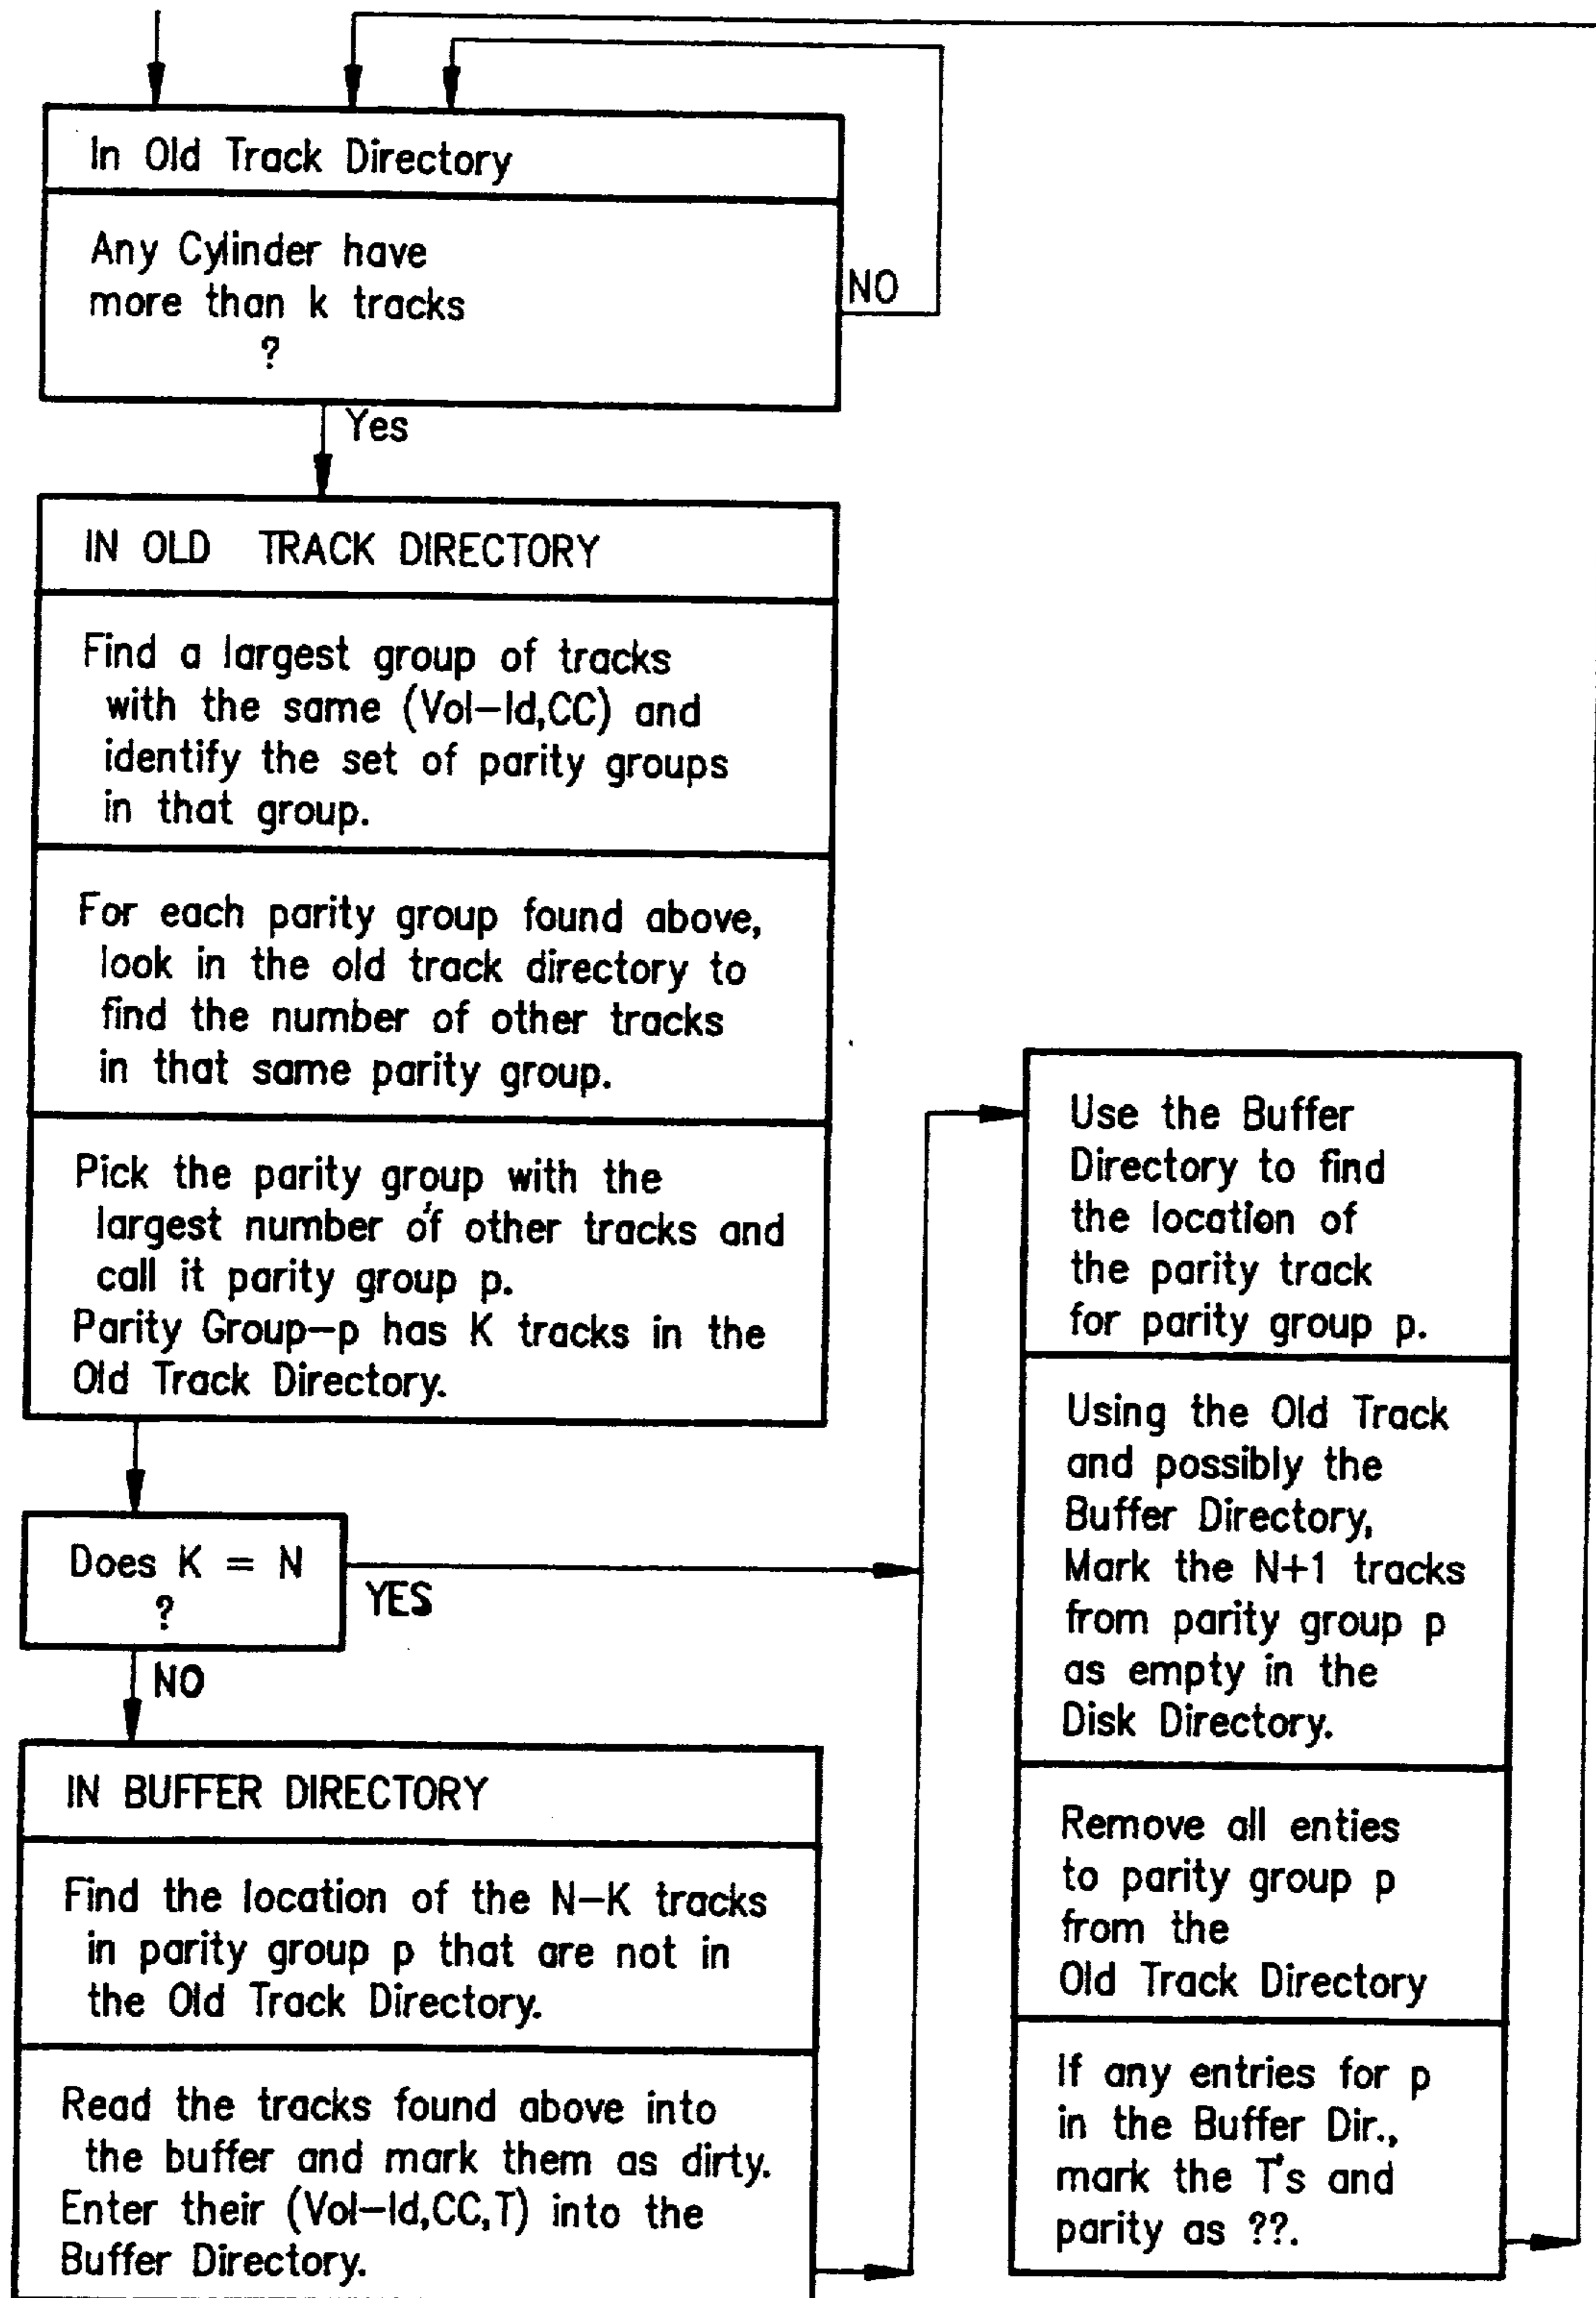 In Old Track Directory
Any Cylinder have
more than k tracks
?
NO
Yes
IN OLD TRACK DIRECTORY
Find a largest group of tracks
with the same (Vol-Id,CC) and
identify the set of parity groups
in that group.
For each parity group found above,
look in the old track directory to
find the number of other tracks
in that same parity group.
Pick the parity group with the
largest number of other tracks and
call it parity group p.
Parity Group-p has K tracks in the
Old Track Directory.
Does K = N
?
YES
NO
IN BUFFER DIRECTORY
Find the location of the N-K tracks
in parity group p that are not in
the Old Track Directory.
Read the tracks found above into
the buffer and mark them as dirty.
Enter their (Vol-Id,CC,T) into the
Buffer Directory.
Use the Buffer
Directory to find
the location of
the parity track
for parity group p.
Using the Old Track
and possibly the
Buffer Directory,
Mark the N+1 tracks
from parity group p
as empty in the
Disk Directory.
Remove all enties
to parity group p
from the
Old Track Directory
If any entries for p
in the Buffer Dir.,
mark the T's and
parity as ??.